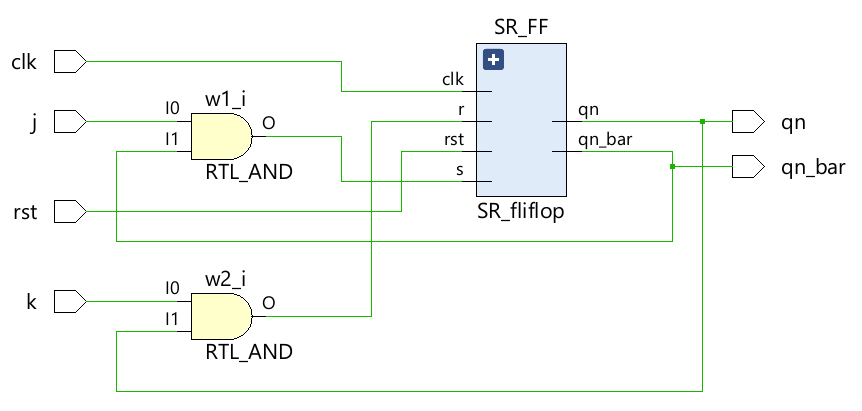 SR_FF
clk
clk
w1_i
I0
O
j
I1
RTL_AND
r
rst
s
qn
qn_bar
qn
qn_bar
SR_fliflop
rst
w2_i
I0
O
k
I1
RTL_AND